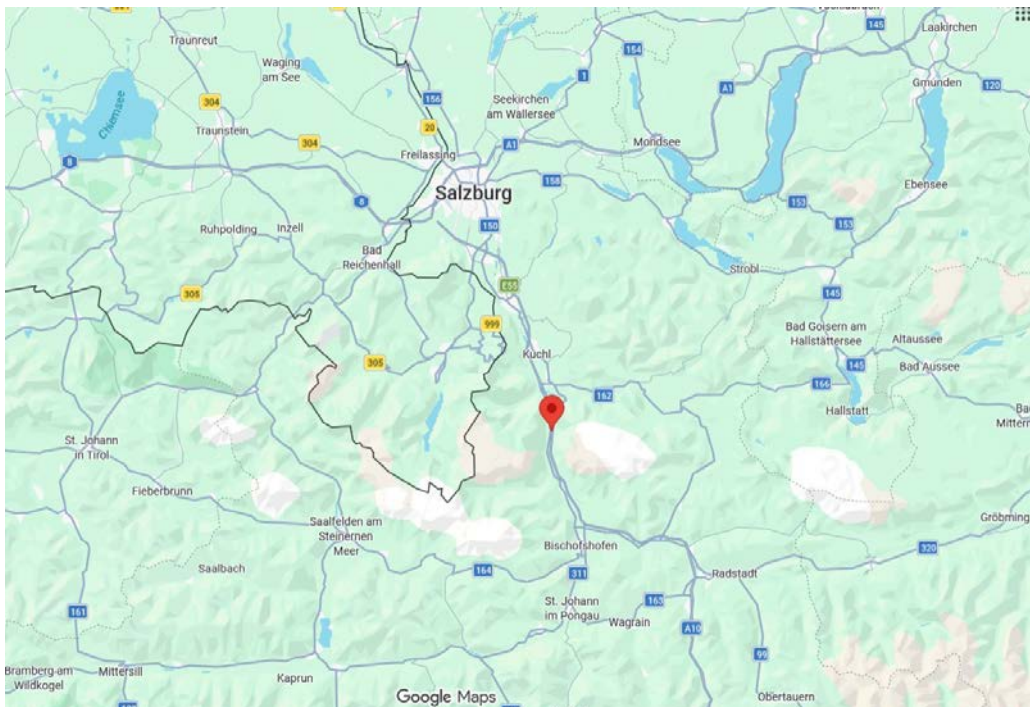 304
Traunreut
Waging
am See
154
145
Laakirchen
Gmunden
120
A1
1
Seekirchen
am Wallersee
156
304
Chiemsee
Traunstein
20
304
Freilassing
A1
Mondsee
8
158
Ebensee
8
Salzburg
153
153
150
Ruhpolding
Inzell
Bad
Reichenhall
Strobl
E55
145
305
999
Bad Goisern am
Hallstättersee
Altaussee
Kuchl
305
145
Bad Aussee
166
162
Hallstatt
Mittern
St. Johann
in Tirol
Fieberbrunn
Saalfelden am
Steinernen
Meer
Gröbming
Bischofshofen
320
Saalbach
164
311
Radstadt
St. Johann
im Pongau
163
161
Wagrain
A10
Bramberg am
Wildkogel
Mittersill
Kaprun
99
Google Maps
Obertauern